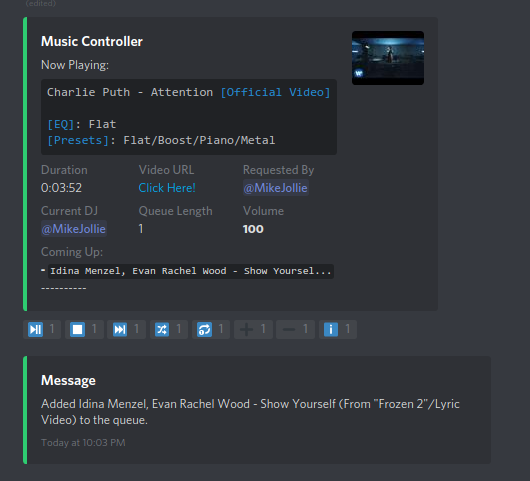 (edited)
Music Controller
Now Playing:
Charlie Puth - Attention [Official Video]
[EQ]: Flat
[Presets]: Flat/Boost/Piano/Metal
Duration Video URL Requested By
0:03:52 Click Here! @MikeJollie
Current DJ Queue Length Volume
@MikeJollie 1 100
Coming Up:
- Idina Menzel, Evan Rachel Wood - Show Yoursel...
----------
1 1 1 1 1 1 1 1
Message
Added Idina Menzel, Evan Rachel Wood - Show Yourself (From "Frozen 2"/Lyric
Video) to the queue.
Today at 10:03 PM